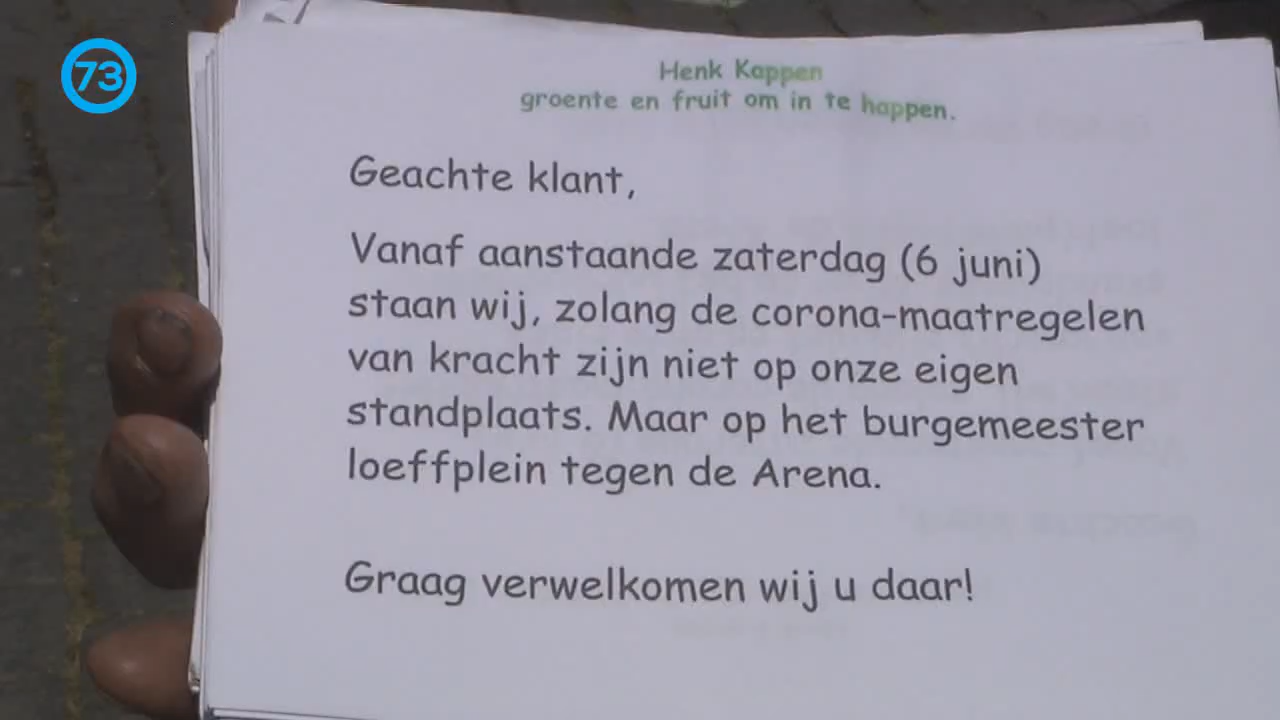 73
Henk Kappen
groente en fruit om in te happen.
Geachte klant,
Vanaf aanstaande zaterdag (6 juni)
staan wij, zolang de corona-maatregelen
van kracht zijn niet op onze eigen
standplaats. Maar op het burgemeester
loeffplein tegen de Arena.
Graag verwelkomen wij u daar!